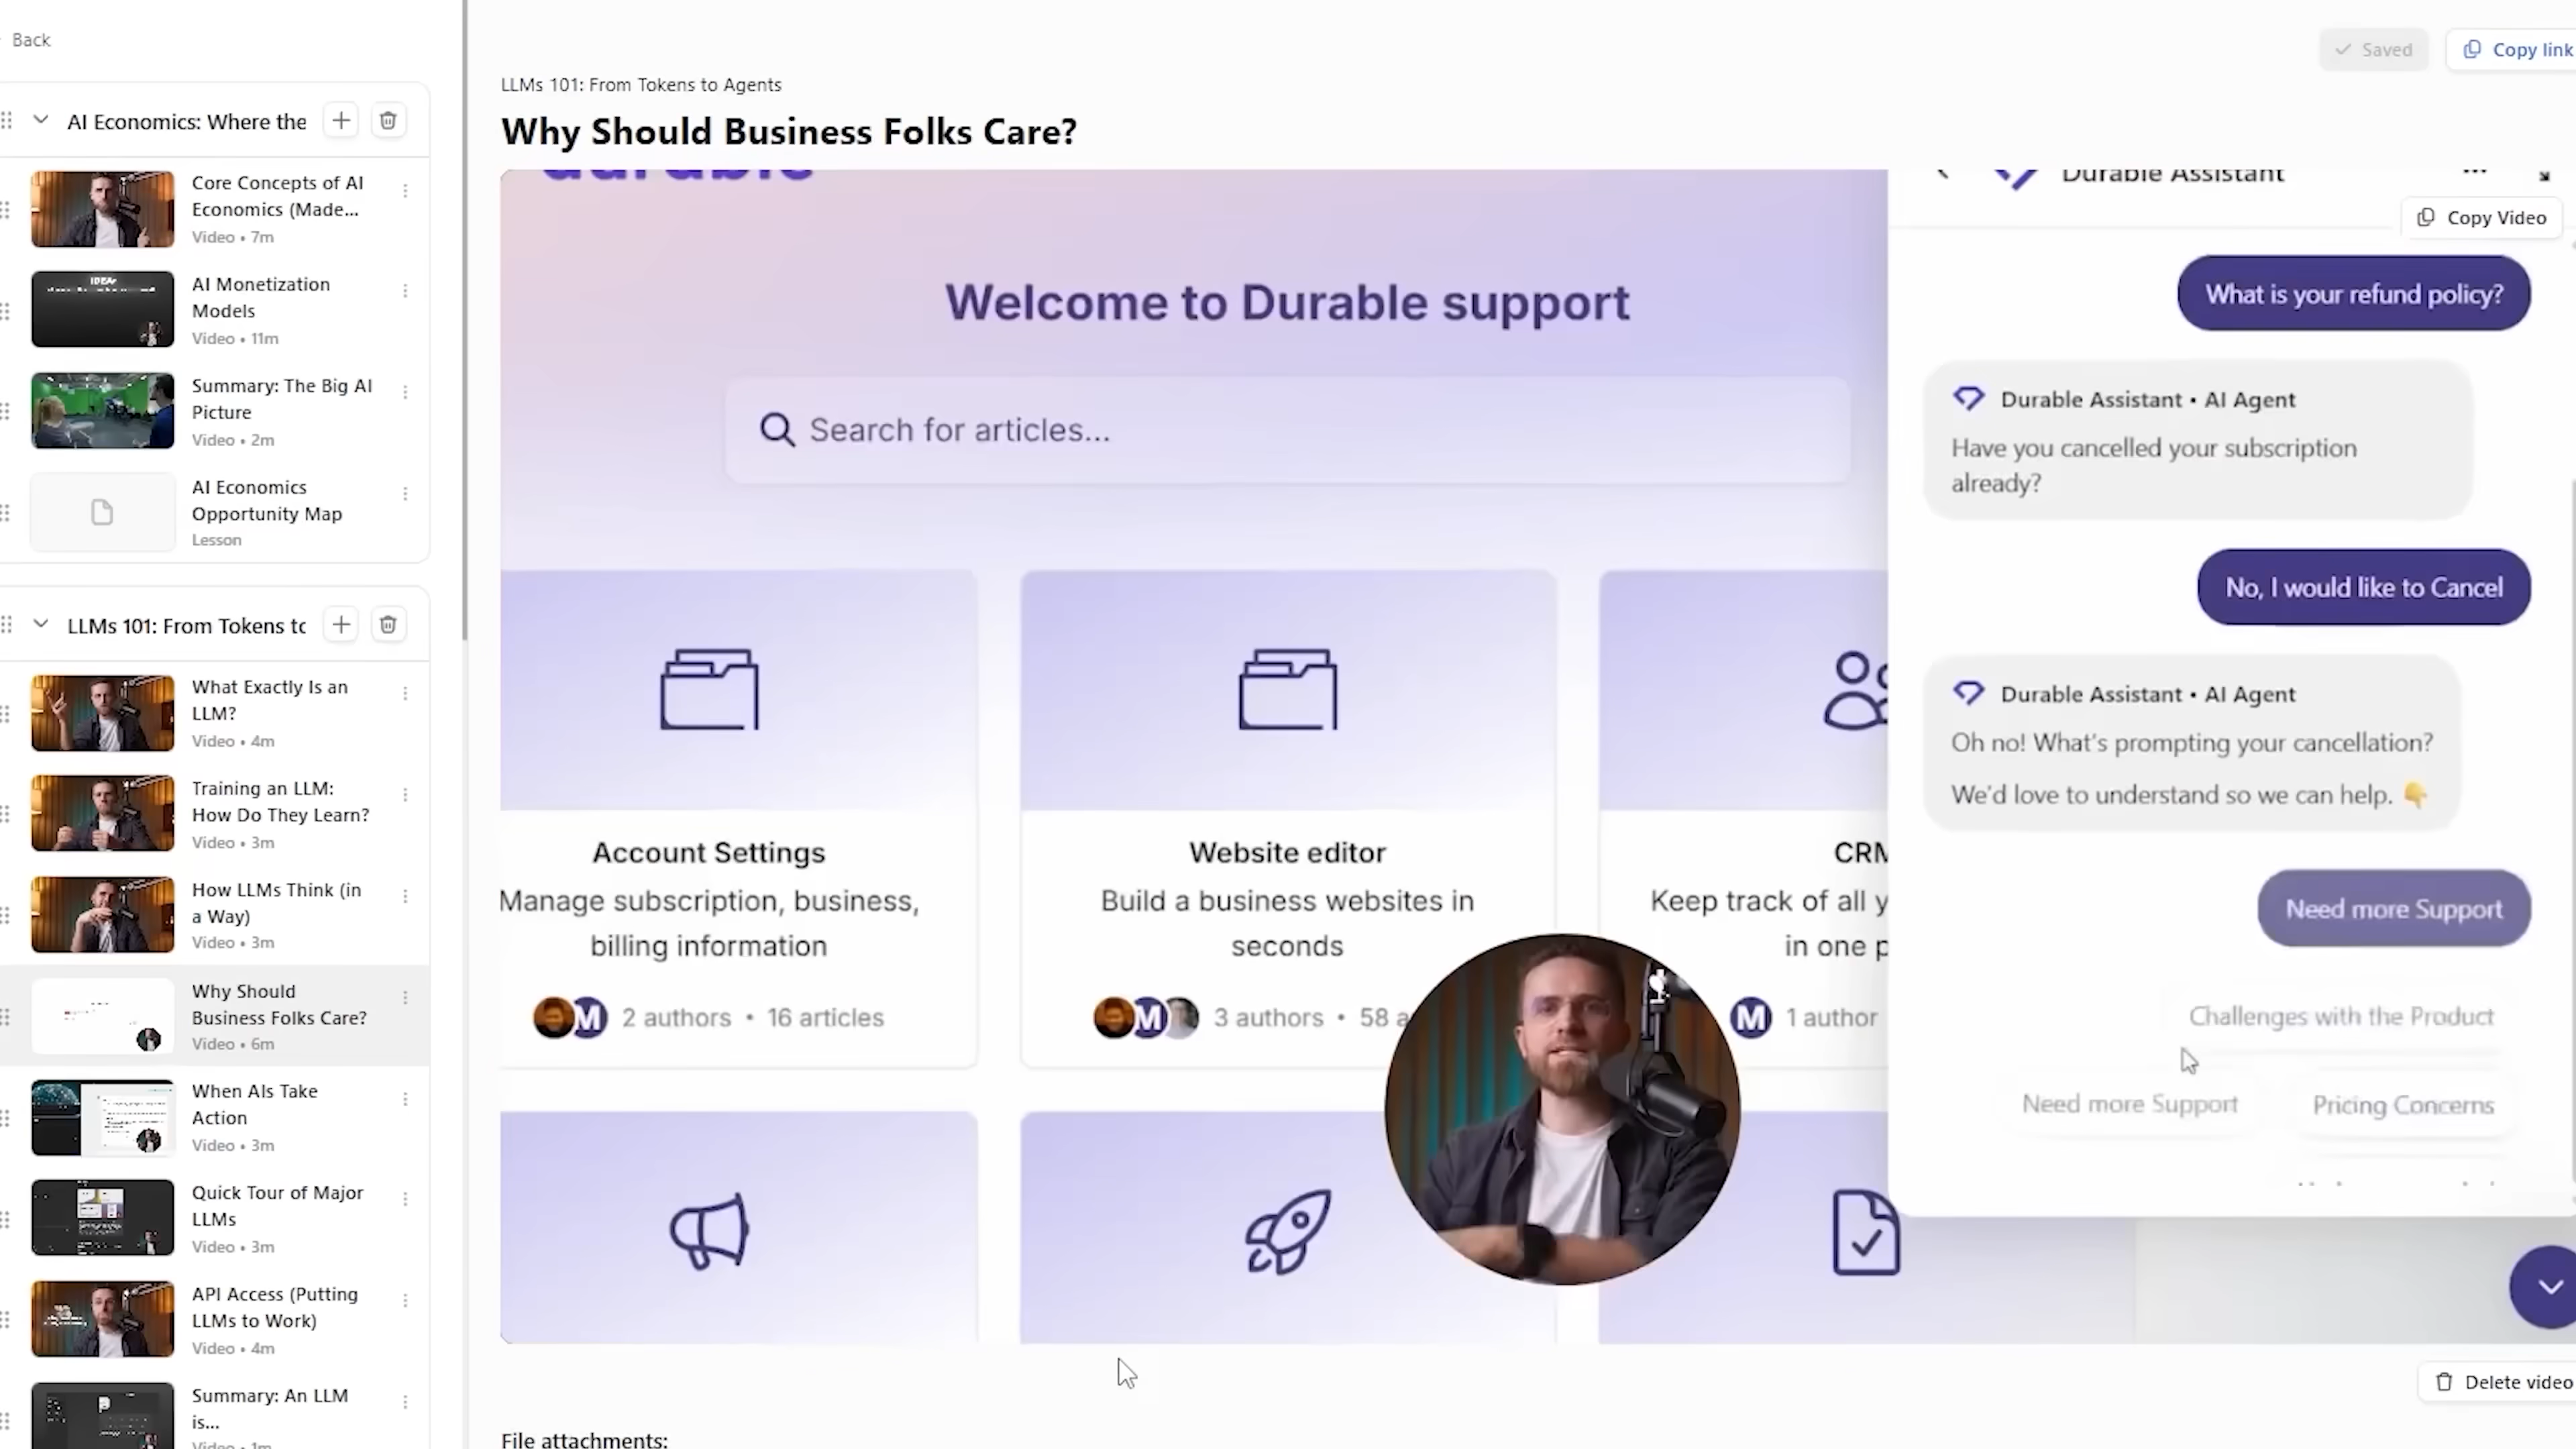 Back
AI Economics: Where the
Core Concepts of AI
Economics (Made...
Video • 7m
AI Monetization
Models
Video • 11m
Summary: The Big AI
Picture
Video • 2m
AI Economics
Opportunity Map
Lesson
LLMs 101: From Tokens to
What Exactly Is an
LLM?
Video • 4m
Training an LLM:
How Do They Learn?
Video • 3m
How LLMs Think (in
a Way)
Video • 3m
Why Should
Business Folks Care?
Video • 6m
When AIs Take
Action
Video • 3m
Quick Tour of Major
LLMs
Video • 3m
API Access (Putting
LLMs to Work)
Video • 4m
Summary: An LLM
is...
Video • 1m
Saved
Copy link
LLMs 101: From Tokens to Agents
Why Should Business Folks Care?
durable
Welcome to Durable support
Search for articles...
Account Settings
Manage subscription, business,
billing information
M 2 authors • 16 articles
Website editor
Build a business websites in
seconds
M 3 authors • 58 a
CRM
Keep track of all y
in one p
M 1 author
Durable Assistant
Copy Video
What is your refund policy?
Durable Assistant • AI Agent
Have you cancelled your subscription
already?
No, I would like to Cancel
Durable Assistant • AI Agent
Oh no! What's prompting your cancellation?
We'd love to understand so we can help. 👇
Need more Support
Challenges with the Product
Need more Support
Pricing Concerns
Delete video
File attachments: